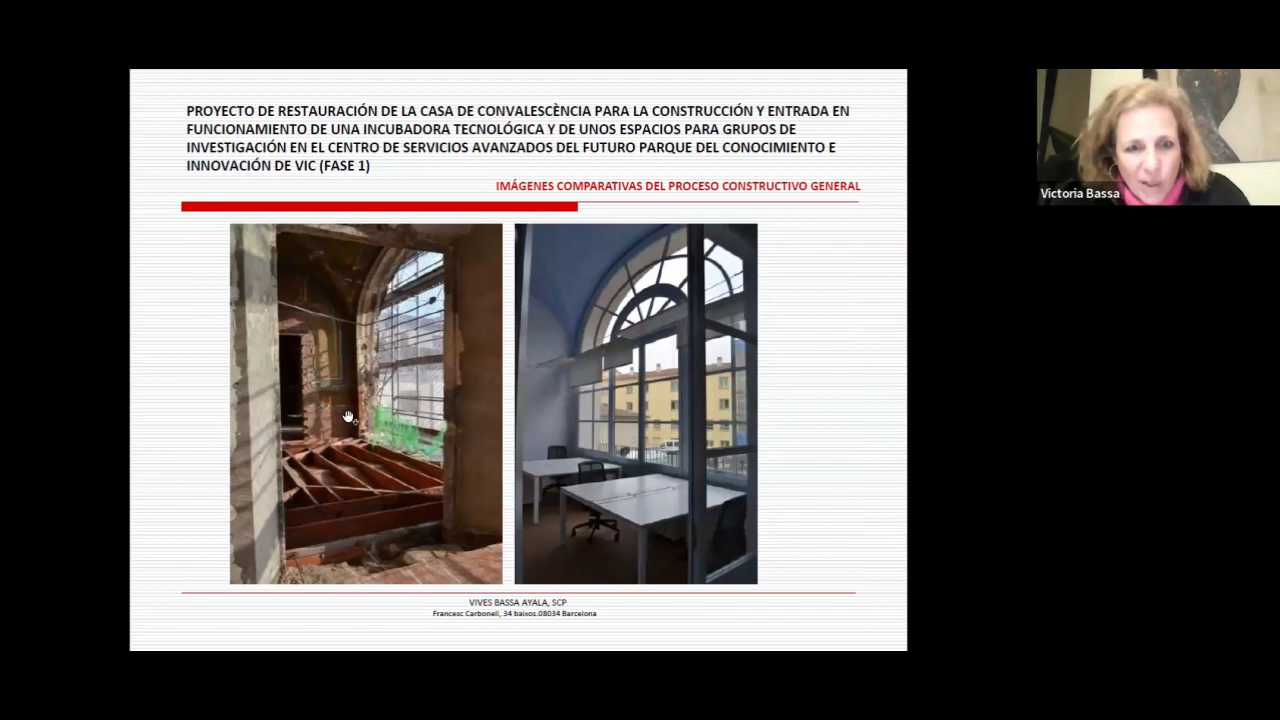 PROYECTO DE RESTAURACIÓN DE LA CASA DE CONVALESCÈNCIA PARA LA CONSTRUCCIÓN Y ENTRADA EN
FUNCIONAMIENTO DE UNA INCUBADORA TECNOLÓGICA Y DE UNOS ESPACIOS PARA GRUPOS DE
INVESTIGACIÓN EN EL CENTRO DE SERVICIOS AVANZADOS DEL FUTURO PARQUE DEL CONOCIMIENTO E
INNOVACIÓN DE VIC (FASE 1)
IMÁGENES COMPARATIVAS DEL PROCESO CONSTRUCTIVO GENERAL
Victoria Bassa
VIVES BASSA AYALA, SCP
Francesc Carbonell, 34 baixos.08034 Barcelona